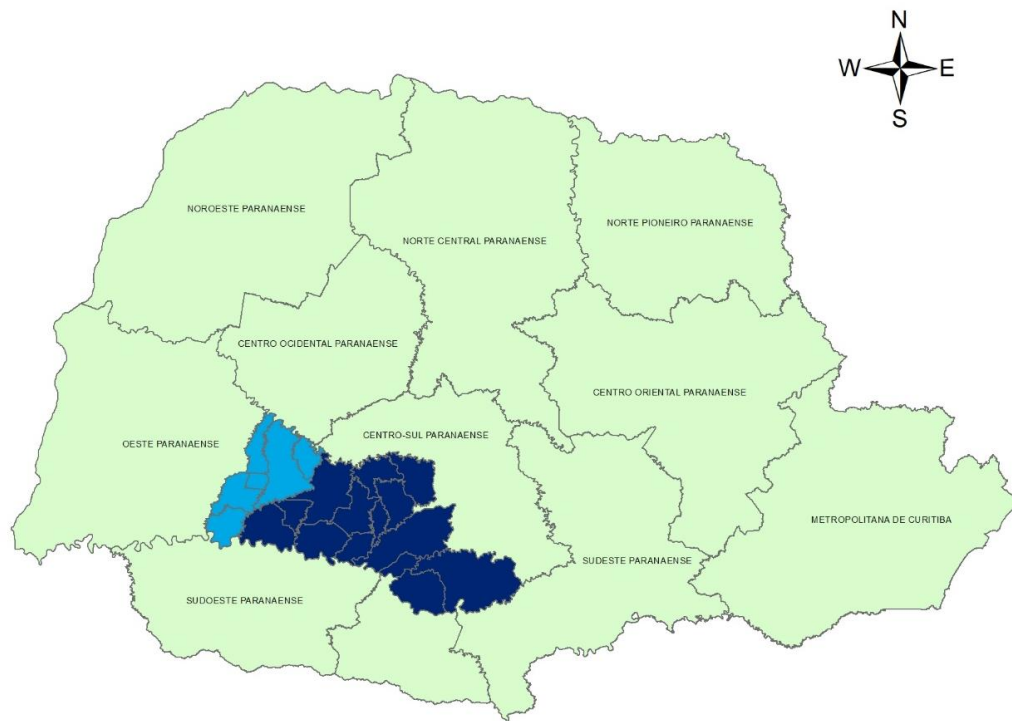 N
W E
S
NOROESTE PARANAENSE
NORTE CENTRAL PARANAENSE
NORTE PIONEIRO PARANAENSE
CENTRO OCIDENTAL PARANAENSE
CENTRO ORIENTAL PARANAENSE
OESTE PARANAENSE
CENTRO-SUL PARANAENSE
METROPOLITANA DE CURITIBA
SUDESTE PARANAENSE
SUDOESTE PARANAENSE